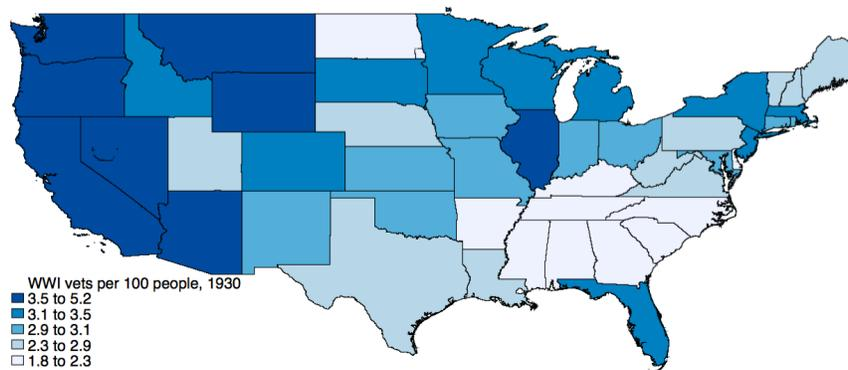 WWI vets per 100 people, 1930
3.5 to 5.2
3.1 to 3.5
2.9 to 3.1
2.3 to 2.9
1.8 to 2.3